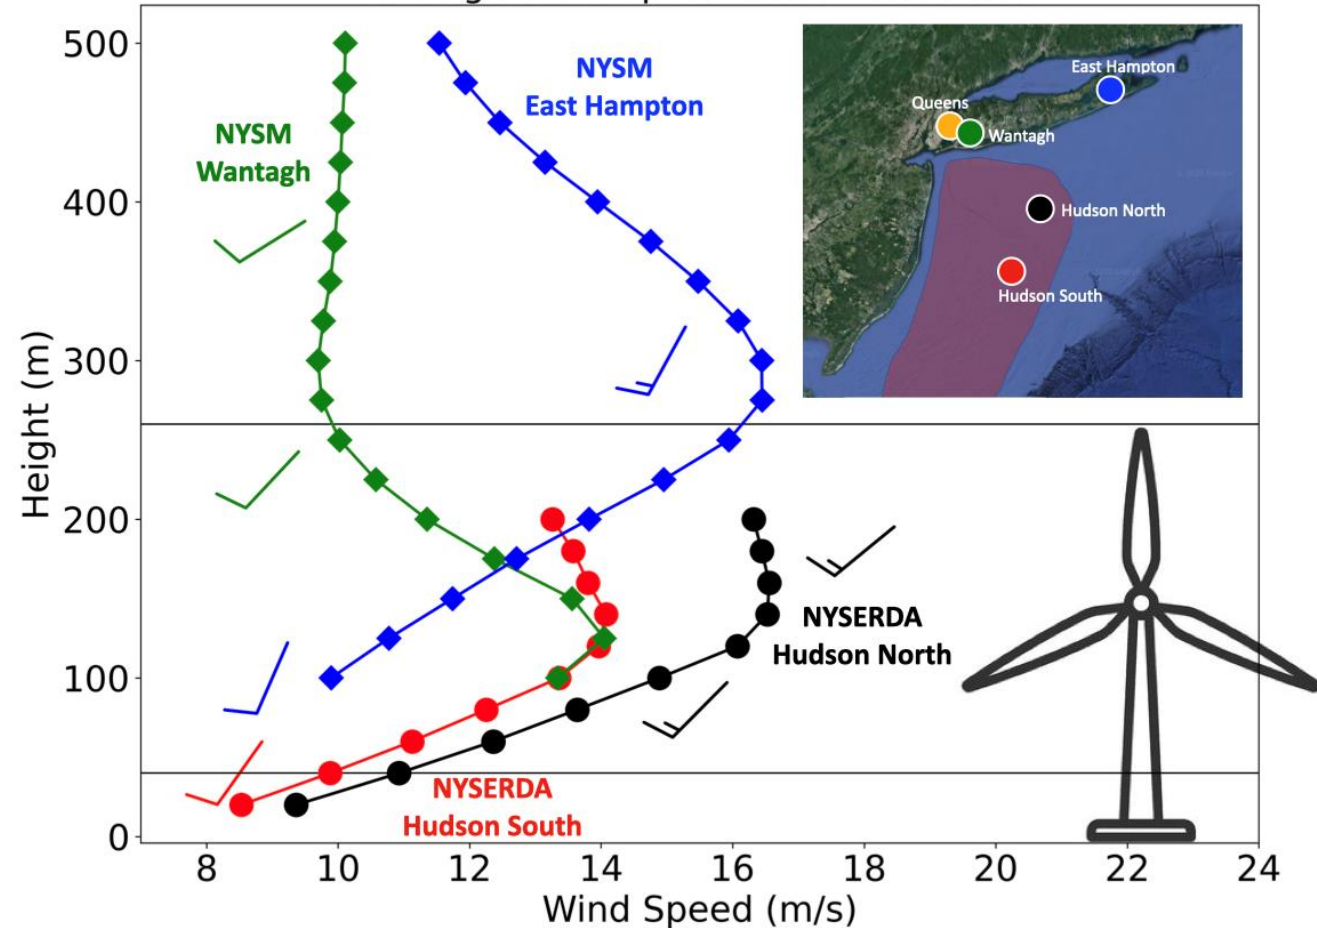 500
400
300
200
100
0
Height (m)
8 10 12 14 16 18 20 22 24
Wind Speed (m/s)
NYSM
Wantagh
NYSM
East Hampton
NYSERDA
Hudson North
NYSERDA
Hudson South
East Hampton
Queens
Wantagh
Hudson North
Hudson South